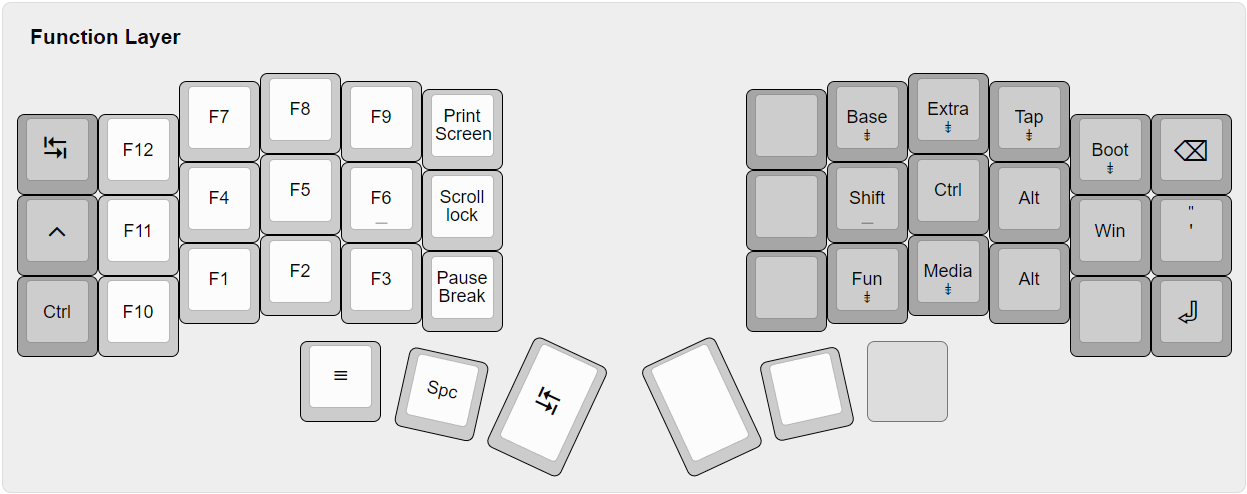 Function Layer
F7 F8 F9 Print Screen
Base ⇟ Extra ⇟ Tap ⇟
↹ F12
Boot ⇟ ⌫
F4 F5 F6 _ Scroll lock
Shift _ Ctrl Alt
^ F11
Win " '
F1 F2 F3 Pause Break
Fun ⇟ Media ⇟ Alt
Ctrl F10
⏎
≡ Spc ↹